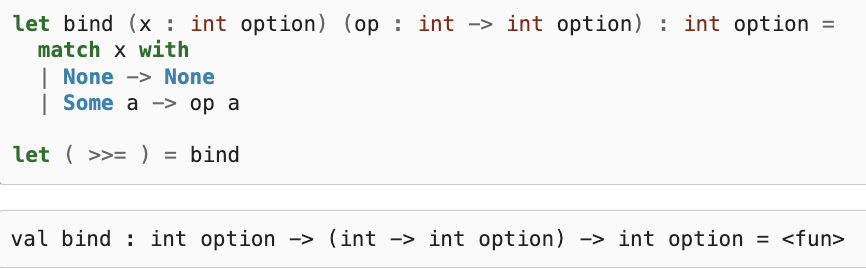 let bind (x : int option) (op : int -> int option) : int option =
  match x with
  | None -> None
  | Some a -> op a

let ( >>= ) = bind

val bind : int option -> (int -> int option) -> int option = <fun>